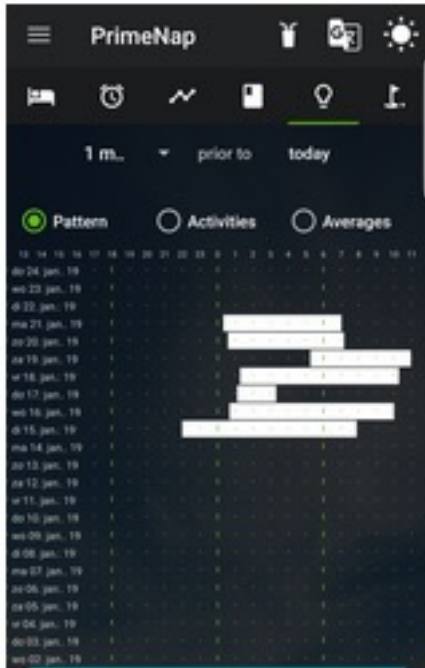 PrimeNap
1 m.. prior to today
Pattern Activities Averages
13 14 15 16 17 18 19 20 21 22 23 0 1 2 3 4 5 6 7 8 9 10 11
do 24. jan.. 19
wo 23. jan.. 19
di 22. jan.. 19
ma 21. jan.. 19
zo 20. jan.. 19
za 19. jan.. 19
vr 18. jan.. 19
do 17. jan.. 19
wo 16. jan.. 19
di 15. jan.. 19
ma 14. jan.. 19
zo 13. jan.. 19
za 12. jan.. 19
vr 11. jan.. 19
do 10. jan.. 19
wo 09. jan.. 19
di 08. jan.. 19
ma 07. jan.. 19
zo 06. jan.. 19
za 05. jan.. 19
vr 04. jan.. 19
do 03. jan.. 19
wo 02. jan.. 19